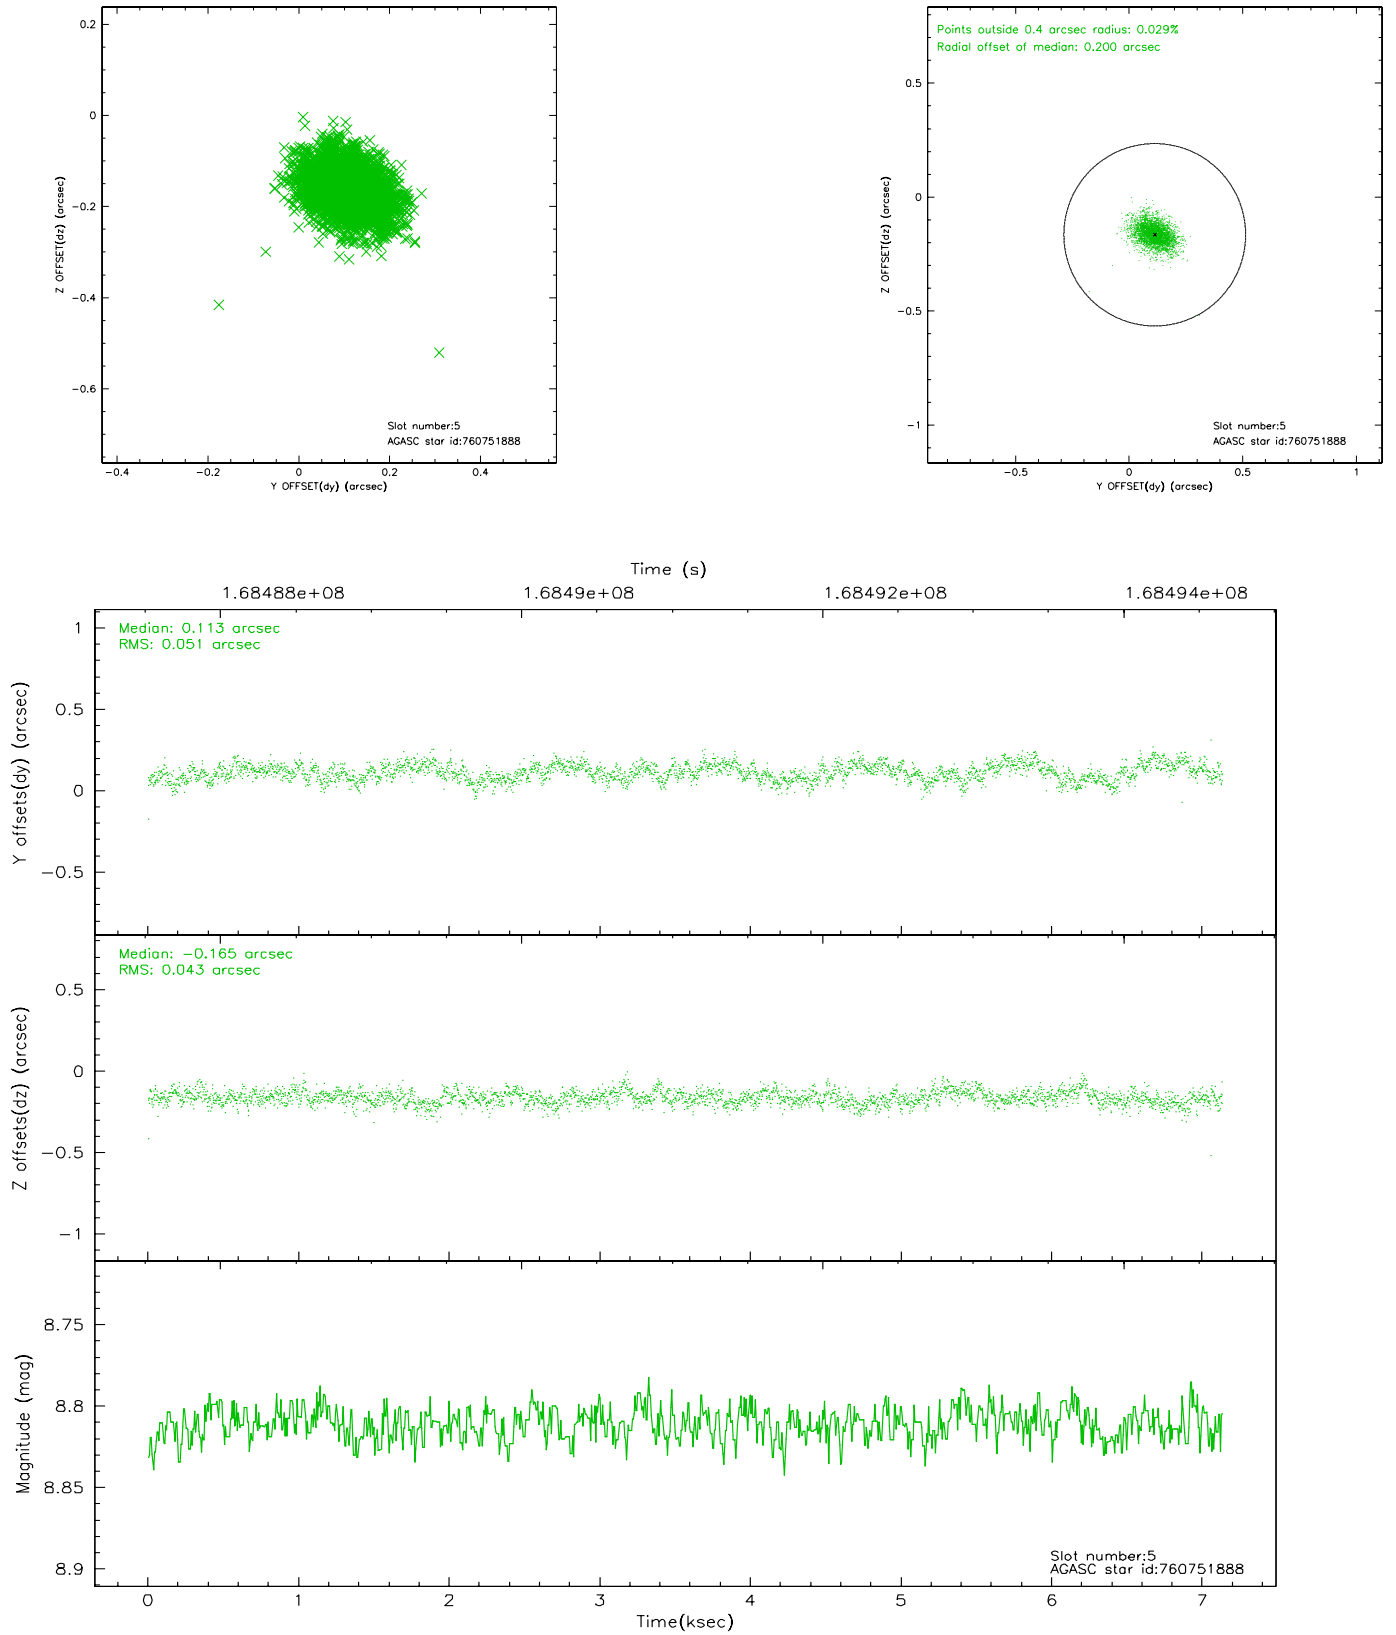 0.2
0
−0.2
−0.4
−0.6
Z OFFSET(dz) (arcsec)
−0.4
−0.2
0
0.2
0.4
Y OFFSET(dy) (arcsec)
Slot number:5
AGASC star id:760751888
Points outside 0.4 arcsec radius: 0.029%
Radial offset of median: 0.200 arcsec
0.5
0
−0.5
−1
Z OFFSET(dz) (arcsec)
−0.5
0
0.5
1
Y OFFSET(dy) (arcsec)
Slot number:5
AGASC star id:760751888
Time (s)
1.68488e+08
1.6849e+08
1.68492e+08
1.68494e+08
Median: 0.113 arcsec
RMS: 0.051 arcsec
1
0.5
0
−0.5
Y offsets(dy) (arcsec)
Median: −0.165 arcsec
RMS: 0.043 arcsec
0.5
0
−0.5
−1
Z offsets(dz) (arcsec)
8.75
8.8
8.85
8.9
Magnitude (mag)
Slot number:5
AGASC star id:760751888
0
1
2
3
4
5
6
7
Time(ksec)